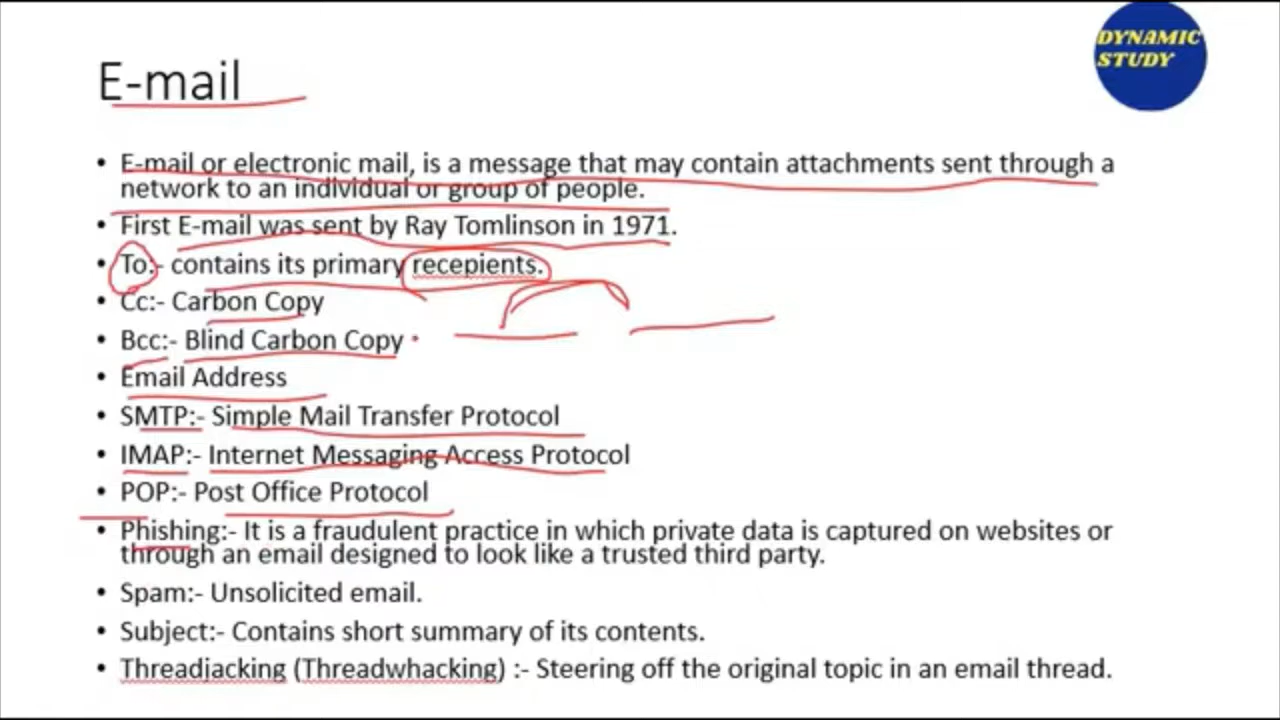 DYNAMIC
STUDY
E-mail
• E-mail or electronic mail, is a message that may contain attachments sent through a
network to an individual or group of people.
• First E-mail was sent by Ray Tomlinson in 1971.
• To:- contains its primary recepients.
• Cc:- Carbon Copy
• Bcc:- Blind Carbon Copy
• Email Address
• SMTP:- Simple Mail Transfer Protocol
• IMAP:- Internet Messaging Access Protocol
• POP:- Post Office Protocol
• Phishing:- It is a fraudulent practice in which private data is captured on websites or
through an email designed to look like a trusted third party.
• Spam:- Unsolicited email.
• Subject:- Contains short summary of its contents.
• Threadjacking (Threadwhacking) :- Steering off the original topic in an email thread.